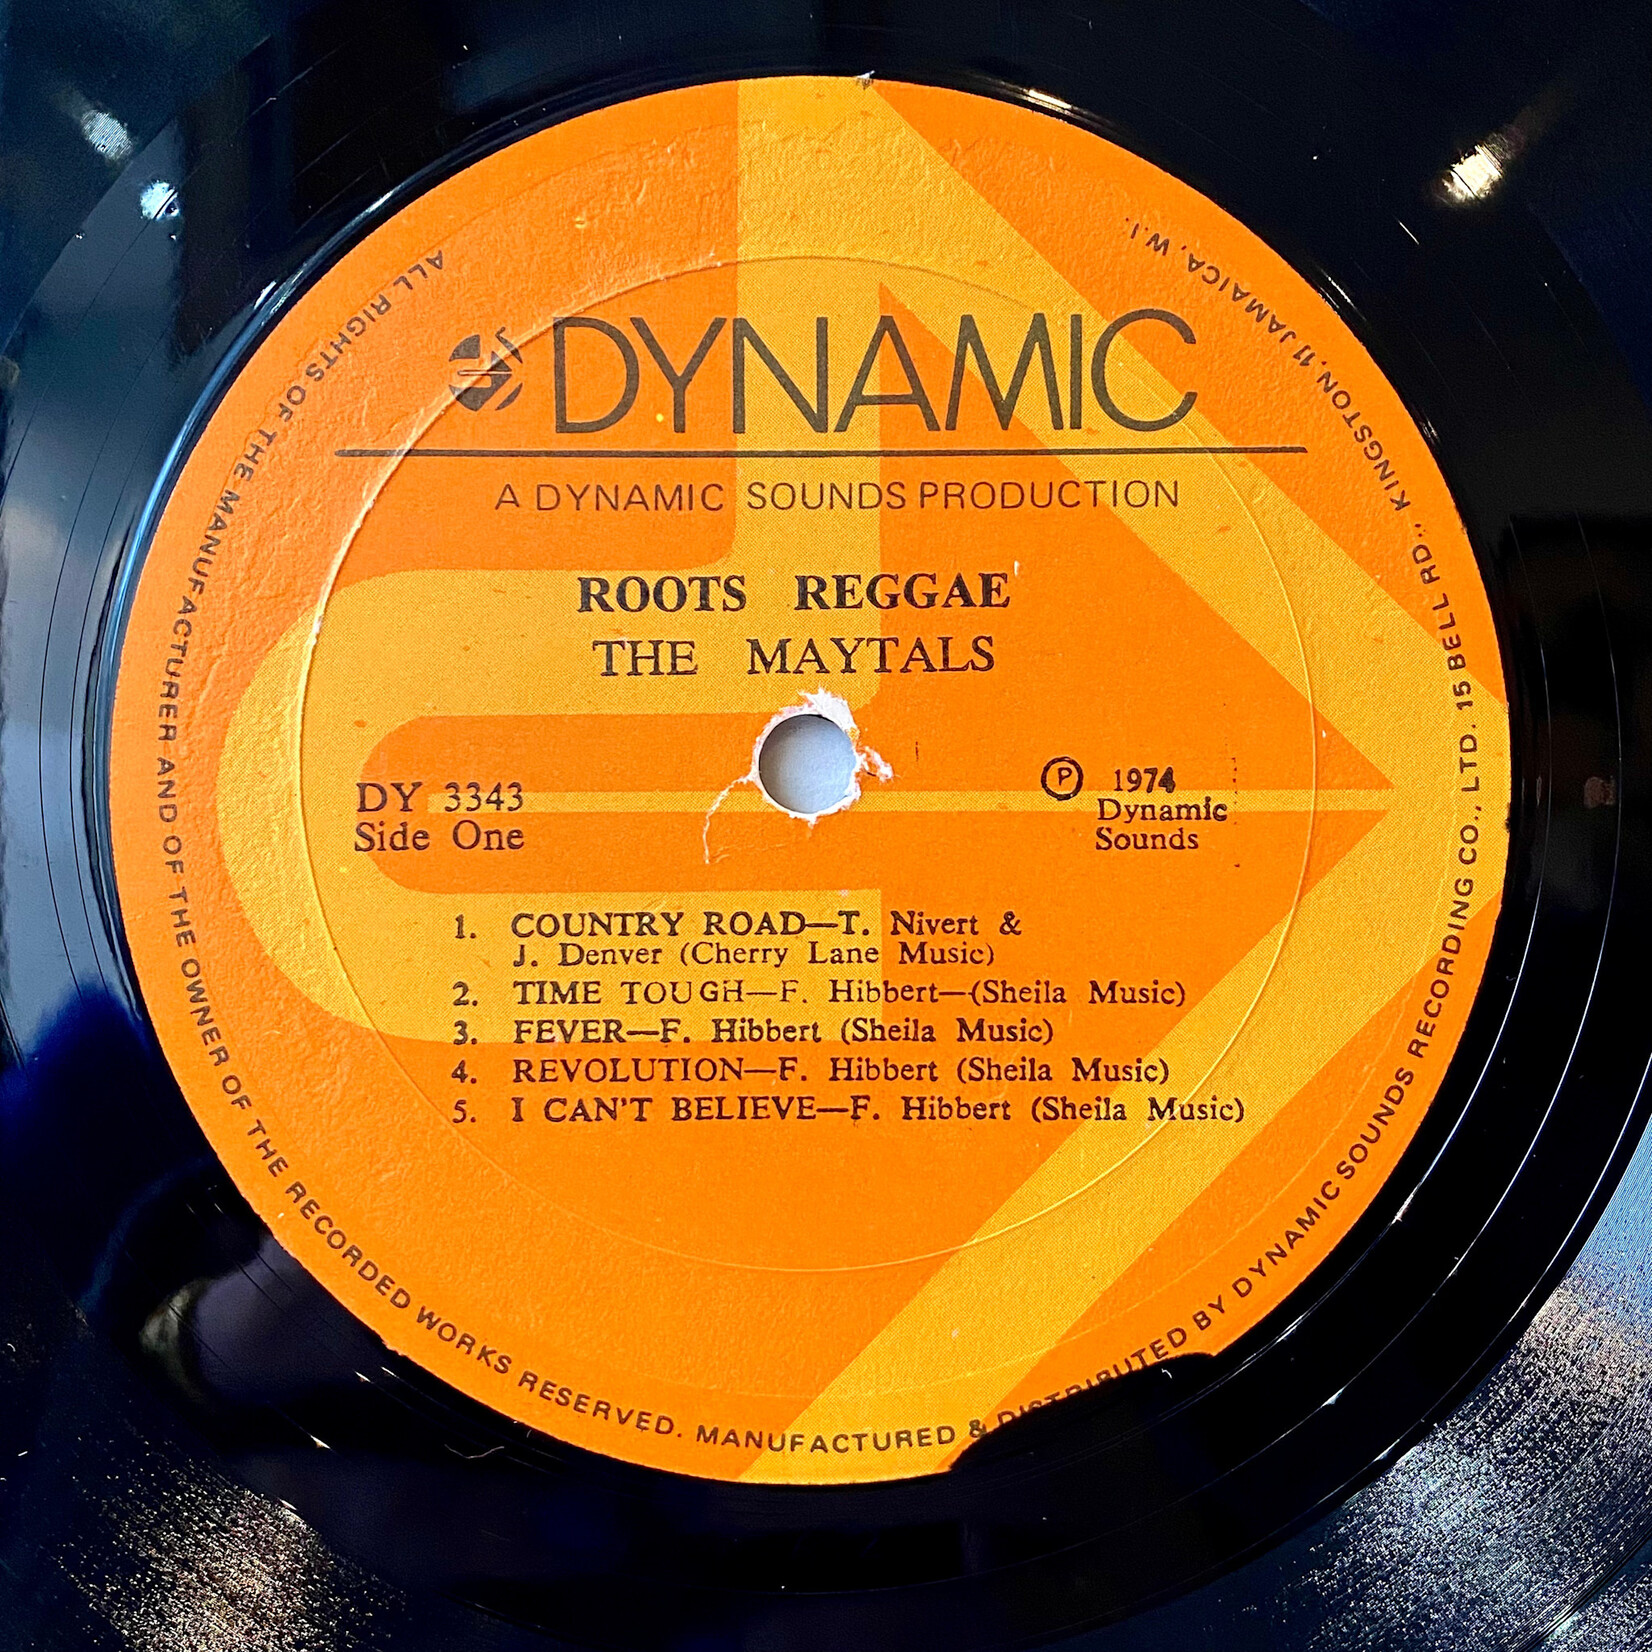 DYNAMIC
A DYNAMIC SOUNDS PRODUCTION
ROOTS REGGAE
THE MAYTALS
DY 3343
Side One
℗ 1974
Dynamic
Sounds
1. COUNTRY ROAD—T. Nivert &
J. Denver (Cherry Lane Music)
2. TIME TOUGH—F. Hibbert—(Sheila Music)
3. FEVER—F. Hibbert (Sheila Music)
4. REVOLUTION—F. Hibbert (Sheila Music)
5. I CAN'T BELIEVE—F. Hibbert (Sheila Music)
ALL RIGHTS OF THE MANUFACTURER AND OF THE OWNER OF THE RECORDED WORKS RESERVED. MANUFACTURED & DISTRIBUTED BY DYNAMIC SOUNDS RECORDING CO., LTD. 15 BELL RD., KINGSTON, 11 JAMAICA, W.I.